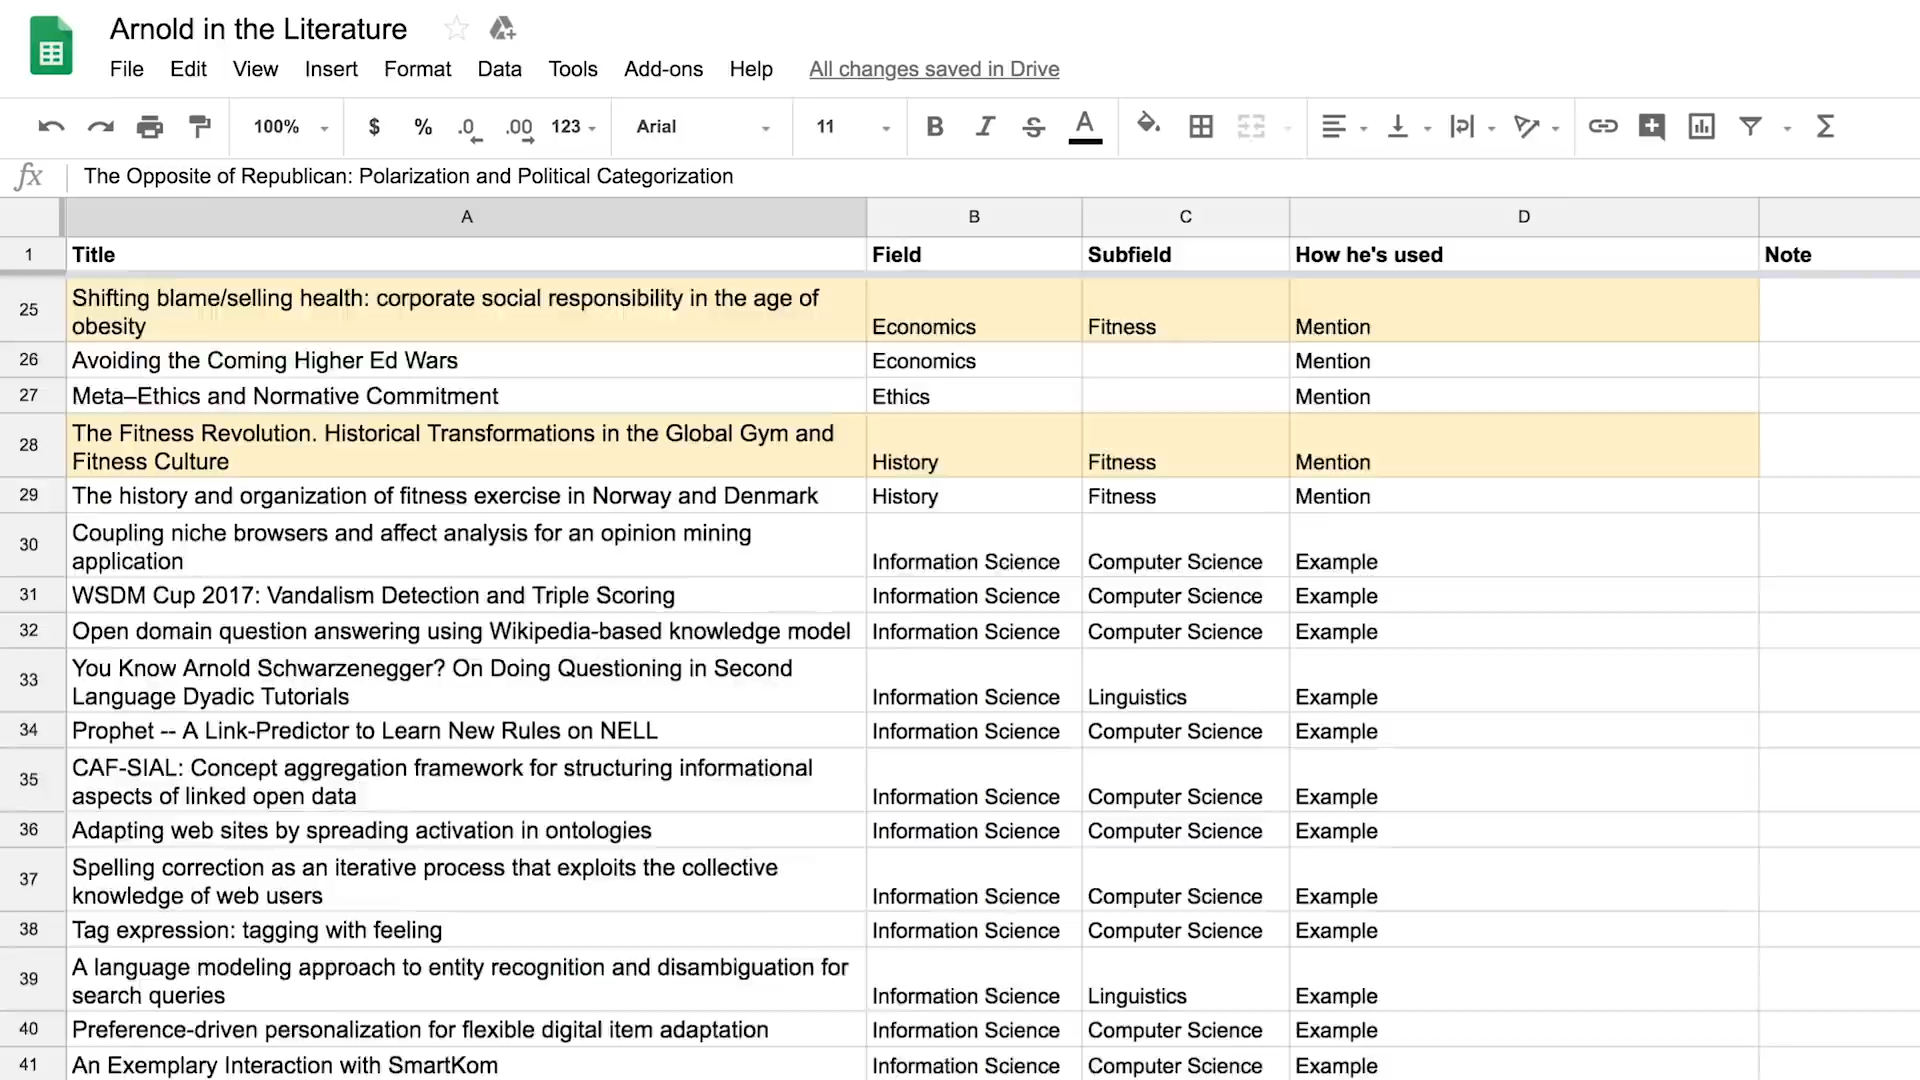 Arnold in the Literature
File Edit View Insert Format Data Tools Add-ons Help All changes saved in Drive
100% $ % .0 .00 123 Arial 11 B I S A Σ
fx The Opposite of Republican: Polarization and Political Categorization
A B C D
1 Title Field Subfield How he's used Note
25 Shifting blame/selling health: corporate social responsibility in the age of
obesity Economics Fitness Mention
26 Avoiding the Coming Higher Ed Wars Economics Mention
27 Meta–Ethics and Normative Commitment Ethics Mention
28 The Fitness Revolution. Historical Transformations in the Global Gym and
Fitness Culture History Fitness Mention
29 The history and organization of fitness exercise in Norway and Denmark History Fitness Mention
30 Coupling niche browsers and affect analysis for an opinion mining
application Information Science Computer Science Example
31 WSDM Cup 2017: Vandalism Detection and Triple Scoring Information Science Computer Science Example
32 Open domain question answering using Wikipedia-based knowledge model Information Science Computer Science Example
33 You Know Arnold Schwarzenegger? On Doing Questioning in Second
Language Dyadic Tutorials Information Science Linguistics Example
34 Prophet -- A Link-Predictor to Learn New Rules on NELL Information Science Computer Science Example
35 CAF-SIAL: Concept aggregation framework for structuring informational
aspects of linked open data Information Science Computer Science Example
36 Adapting web sites by spreading activation in ontologies Information Science Computer Science Example
37 Spelling correction as an iterative process that exploits the collective
knowledge of web users Information Science Computer Science Example
38 Tag expression: tagging with feeling Information Science Computer Science Example
39 A language modeling approach to entity recognition and disambiguation for
search queries Information Science Linguistics Example
40 Preference-driven personalization for flexible digital item adaptation Information Science Computer Science Example
41 An Exemplary Interaction with SmartKom Information Science Computer Science Example